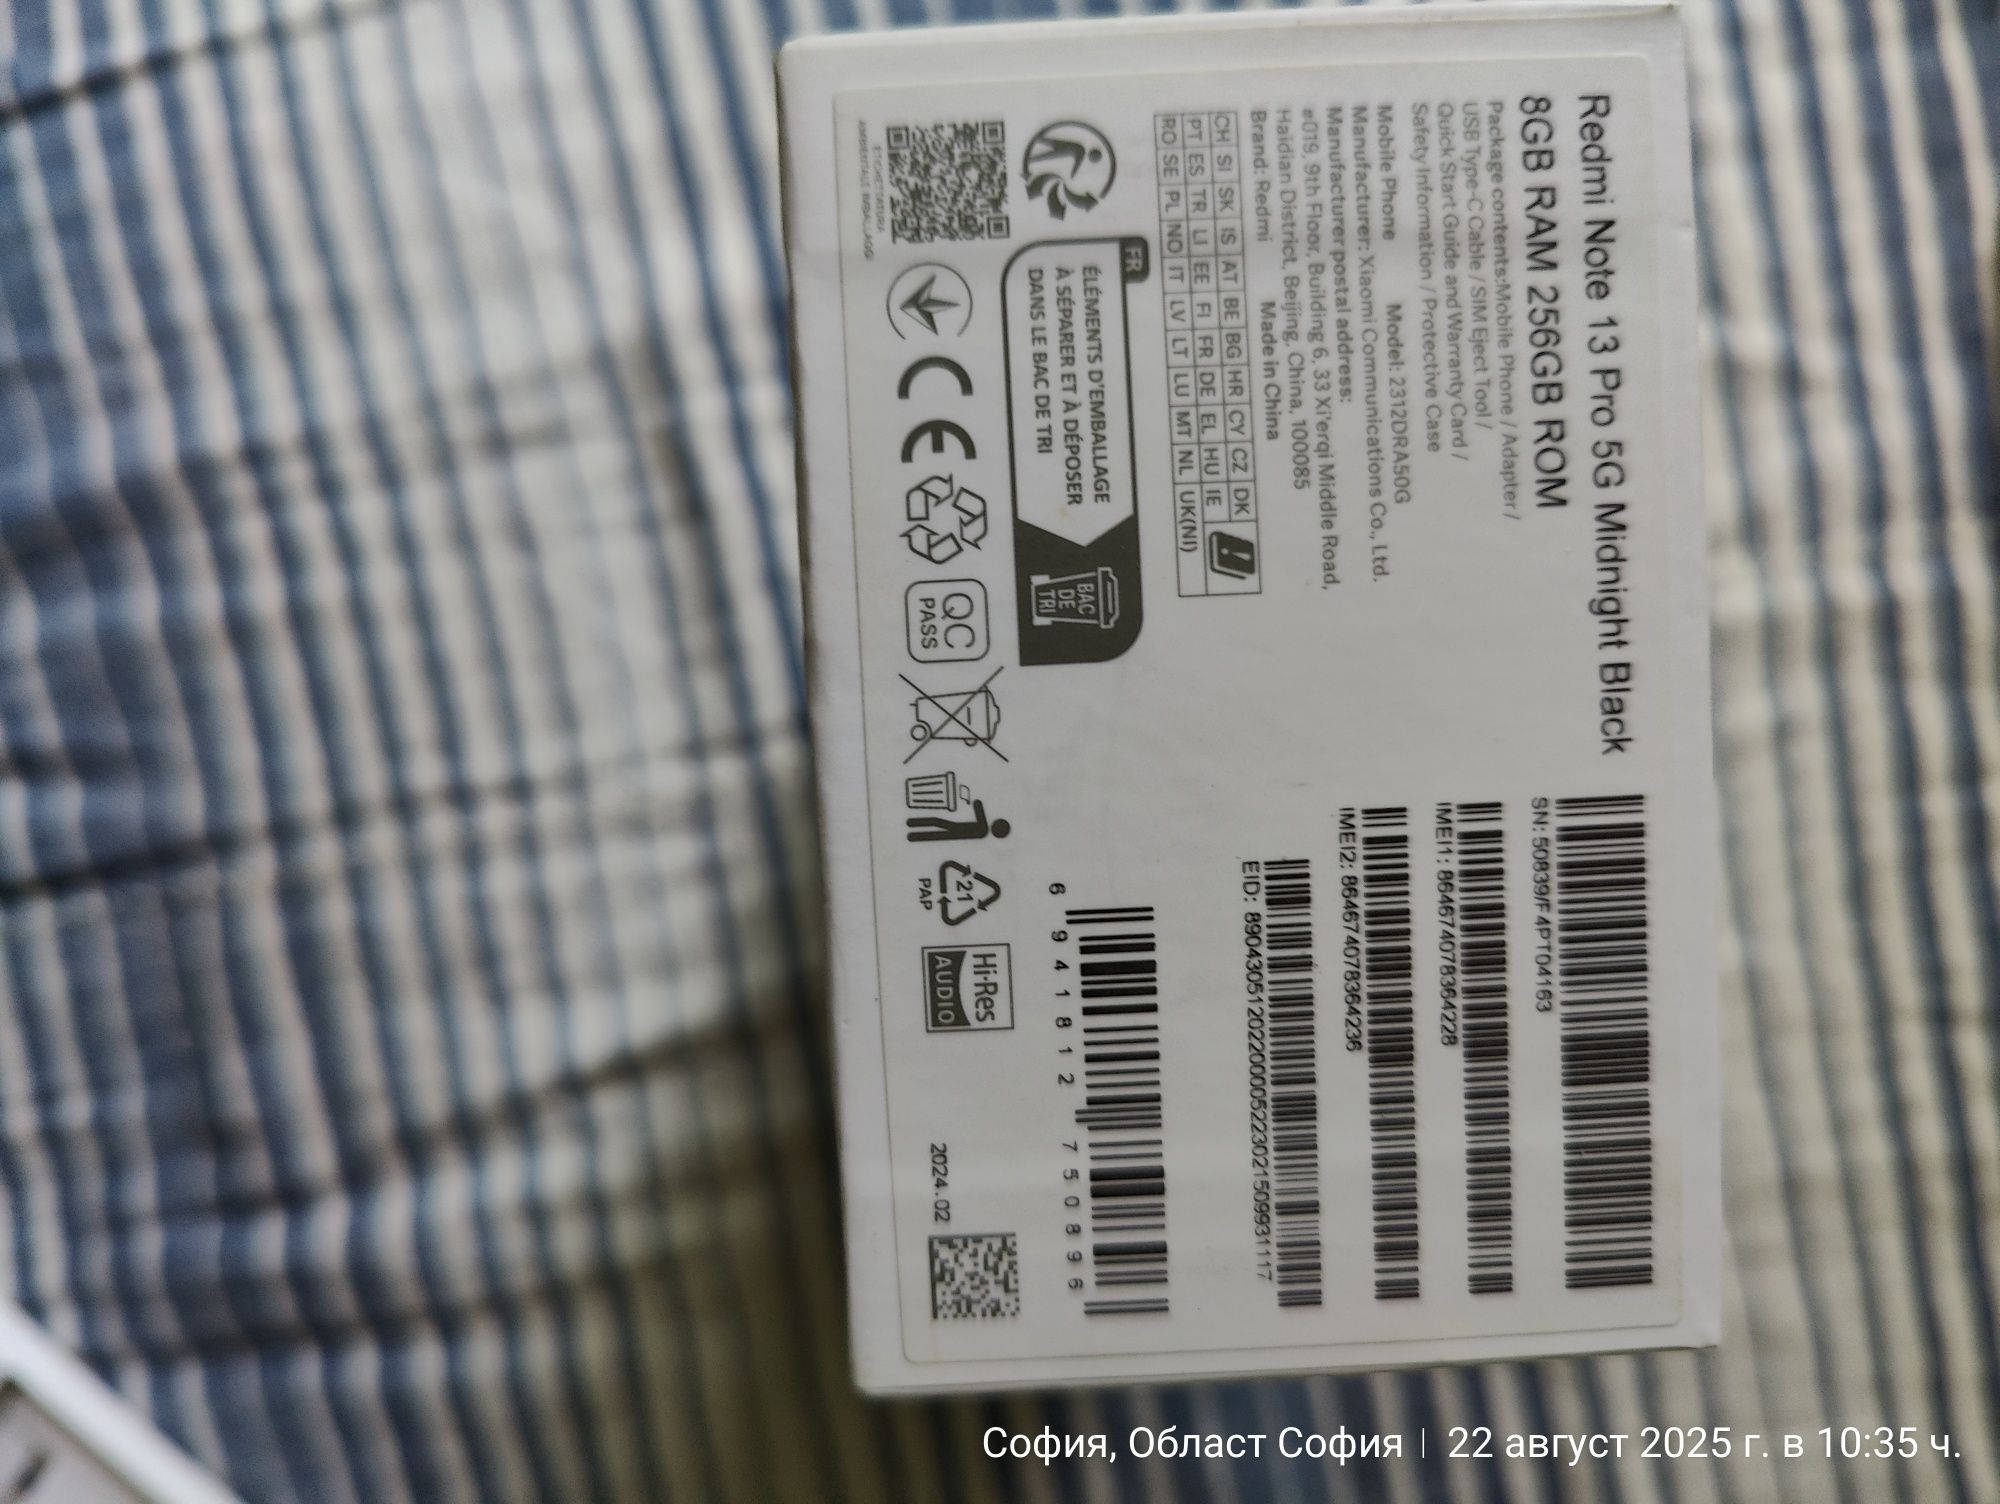 Redmi Note 13 Pro 5G Midnight Black
8GB RAM 256GB ROM
Package contents:Mobile Phone / Adapter /
USB Type-C Cable / SIM Eject Tool /
Quick Start Guide and Warranty Card /
Safety Information / Protective Case
Mobile Phone Model: 2312DRA50G
Manufacturer: Xiaomi Communications Co., Ltd.
Manufacturer postal address:
#019, 9th Floor, Building 6, 33 Xi'erqi Middle Road,
Haidian District, Beijing, China, 100085
Brand: Redmi Made in China
CH SI SK IS AT BE BG HR CY CZ DK
PT ES TR LI EE FI FR DE EL HU IE
RO SE PL NO IT LV LT LU MT NL UK(NI)
SN: 50839/F4PT04163
IMEI1: 864674078364228
IMEI2: 864674078364236
EID: 89043051202200005223021509931117
FR
ÉLÉMENTS D'EMBALLAGE
À SÉPARER ET À DÉPOSER
DANS LE BAC DE TRI
BAC
DE
TRI
6 941812 750896
ETICHETTATURA
AMBIENTALE IMBALLAGGI
CE
QC
PASS
21
PAP
Hi-Res
AUDIO
2024.02
София, Област София | 22 август 2025 г. в 10:35 ч.